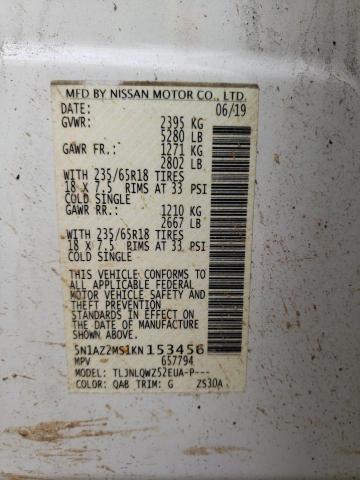 MFD BY NISSAN MOTOR CO., LTD.
DATE: 06/19
GVWR: 2395 KG
5280 LB
GAWR FR.: 1271 KG
2802 LB
WITH 235/65R18 TIRES
18 X 7.5 RIMS AT 33 PSI
COLD SINGLE
GAWR RR.: 1210 KG
2667 LB
WITH 235/65R18 TIRES
18 X 7.5 RIMS AT 33 PSI
COLD SINGLE
THIS VEHICLE CONFORMS TO
ALL APPLICABLE FEDERAL
MOTOR VEHICLE SAFETY AND
THEFT PREVENTION
STANDARDS IN EFFECT ON
THE DATE OF MANUFACTURE
SHOWN ABOVE.
5N1AZ2MS1KN153456
MPV 657794
MODEL: TLJNLQWZ52EUA-P---
COLOR: QAB TRIM: G ZS30A